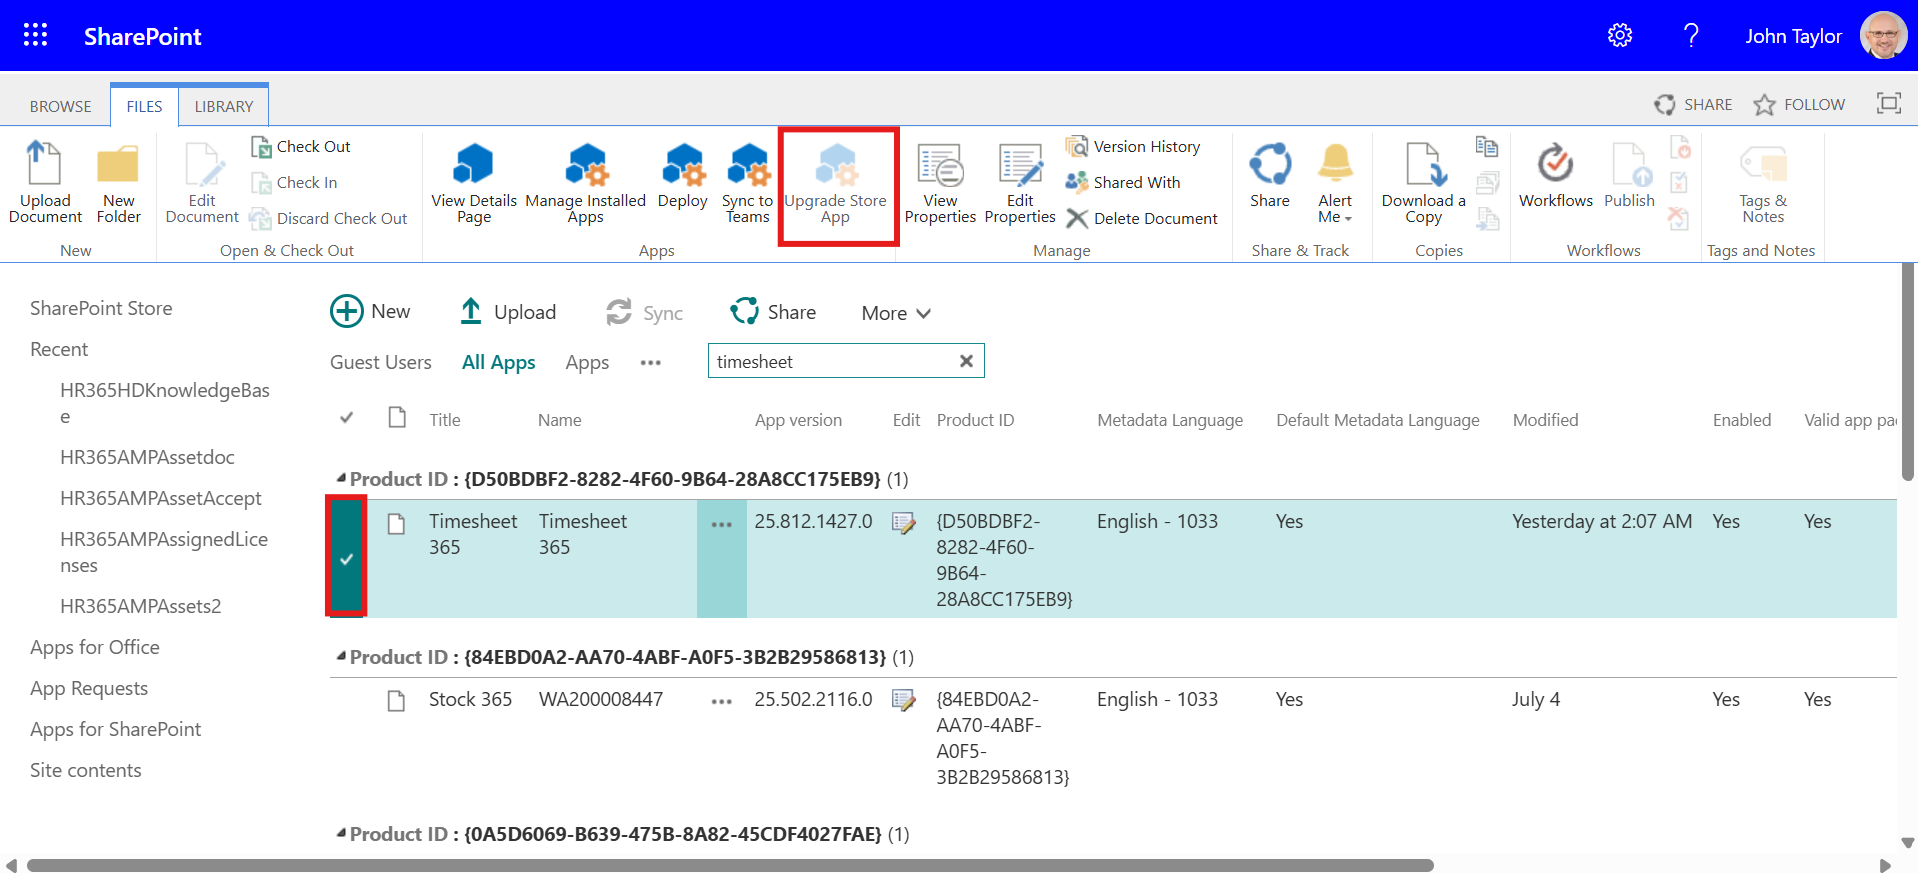 SharePoint
John Taylor
BROWSE
FILES
LIBRARY
SHARE
FOLLOW
Upload
Document
New
Folder
New
Edit
Document
Check Out
Check In
Discard Check Out
Open & Check Out
View Details
Page
Manage Installed
Apps
Deploy
Sync to
Teams
Upgrade Store
App
Apps
View
Properties
Edit
Properties
Version History
Shared With
Delete Document
Manage
Share
Alert
Me
Share & Track
Download a
Copy
Copies
Workflows
Publish
Workflows
Tags &
Notes
Tags and Notes
SharePoint Store
Recent
HR365HDKnowledgeBas
e
HR365AMPAssetdoc
HR365AMPAssetAccept
HR365AMPAssignedLice
nses
HR365AMPAssets2
Apps for Office
App Requests
Apps for SharePoint
Site contents
New
Upload
Sync
Share
More
Guest Users
All Apps
Apps
...
timesheet
Title
Name
App version
Edit
Product ID
Metadata Language
Default Metadata Language
Modified
Enabled
Valid app pa
Product ID : {D50BDBF2-8282-4F60-9B64-28A8CC175EB9} (1)
Timesheet
365
Timesheet
365
...
25.812.1427.0
{D50BDBF2-
8282-4F60-
9B64-
28A8CC175EB9}
English - 1033
Yes
Yesterday at 2:07 AM
Yes
Yes
Product ID : {84EBD0A2-AA70-4ABF-A0F5-3B2B29586813} (1)
Stock 365
WA200008447
...
25.502.2116.0
{84EBD0A2-
AA70-4ABF-
A0F5-
3B2B29586813}
English - 1033
Yes
July 4
Yes
Yes
Product ID : {0A5D6069-B639-475B-8A82-45CDF4027FAE} (1)